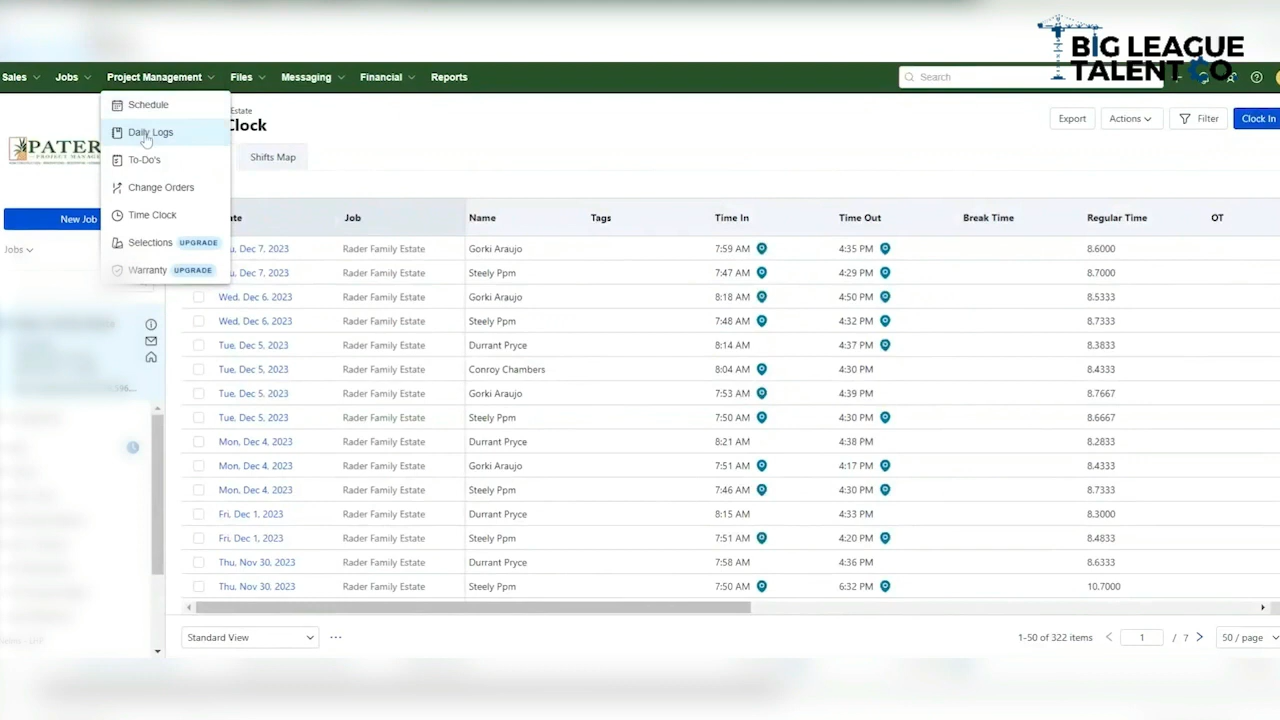 BIG LEAGUE
TALENT CO.
Sales Jobs Project Management Files Messaging Financial Reports Search
Schedule
Daily Logs
To-Do's
Change Orders
Time Clock
Selections UPGRADE
Warranty UPGRADE
Estate
Clock
Export Actions Filter Clock In
PATER
PROJECT MANAG
Shifts Map
New Job
Jobs
ate Job Name Tags Time In Time Out Break Time Regular Time OT
u, Dec 7, 2023 Rader Family Estate Gorki Araujo 7:59 AM 4:35 PM 8.6000
u, Dec 7, 2023 Rader Family Estate Steely Ppm 7:47 AM 4:29 PM 8.7000
Wed, Dec 6, 2023 Rader Family Estate Gorki Araujo 8:18 AM 4:50 PM 8.5333
Wed, Dec 6, 2023 Rader Family Estate Steely Ppm 7:48 AM 4:32 PM 8.7333
Tue, Dec 5, 2023 Rader Family Estate Durrant Pryce 8:14 AM 4:37 PM 8.3833
Tue, Dec 5, 2023 Rader Family Estate Conroy Chambers 8:04 AM 4:30 PM 8.4333
Tue, Dec 5, 2023 Rader Family Estate Gorki Araujo 7:53 AM 4:39 PM 8.7667
Tue, Dec 5, 2023 Rader Family Estate Steely Ppm 7:50 AM 4:30 PM 8.6667
Mon, Dec 4, 2023 Rader Family Estate Durrant Pryce 8:21 AM 4:38 PM 8.2833
Mon, Dec 4, 2023 Rader Family Estate Gorki Araujo 7:51 AM 4:17 PM 8.4333
Mon, Dec 4, 2023 Rader Family Estate Steely Ppm 7:46 AM 4:30 PM 8.7333
Fri, Dec 1, 2023 Rader Family Estate Durrant Pryce 8:15 AM 4:33 PM 8.3000
Fri, Dec 1, 2023 Rader Family Estate Steely Ppm 7:51 AM 4:20 PM 8.4833
Thu, Nov 30, 2023 Rader Family Estate Durrant Pryce 7:58 AM 4:36 PM 8.6333
Thu, Nov 30, 2023 Rader Family Estate Steely Ppm 7:50 AM 6:32 PM 10.7000
Standard View ... 1-50 of 322 items 1 / 7 50 / page